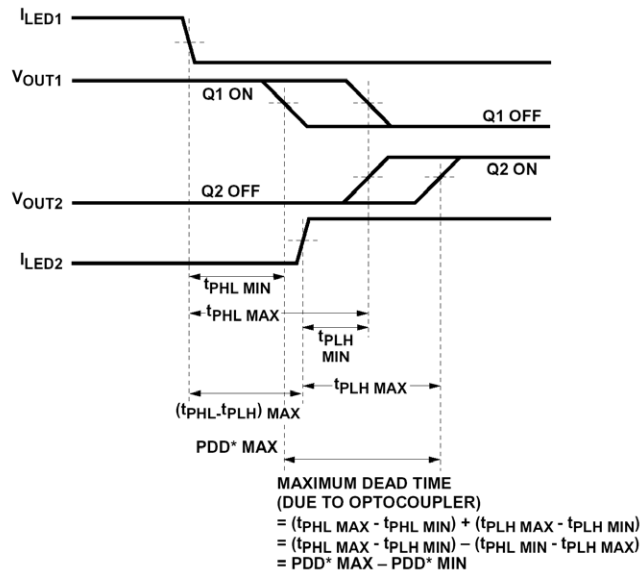 ILED1
VOUT1
Q1 ON
Q1 OFF
Q2 OFF
Q2 ON
VOUT2
ILED2
tPHL MIN
tPHL MAX
tPLH
MIN
tPLH MAX
(tPHL-tPLH) MAX
PDD* MAX
MAXIMUM DEAD TIME
(DUE TO OPTOCOUPLER)
= (tPHL MAX - tPHL MIN) + (tPLH MAX - tPLH MIN)
= (tPHL MAX - tPLH MIN) – (tPHL MIN - tPLH MAX)
= PDD* MAX – PDD* MIN